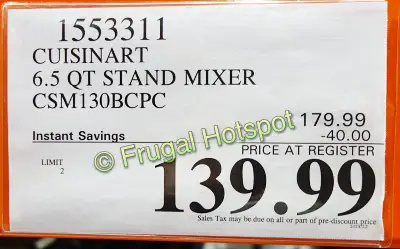 1553311
CUISINART
6.5 QT STAND MIXER
CSM130BCPC
179.99
Instant Savings
-40.00
© Frugal Hotspot
PRICE AT REGISTER
LIMIT
2
139.99
Sales Tax may be due on all or part of pre-discount price